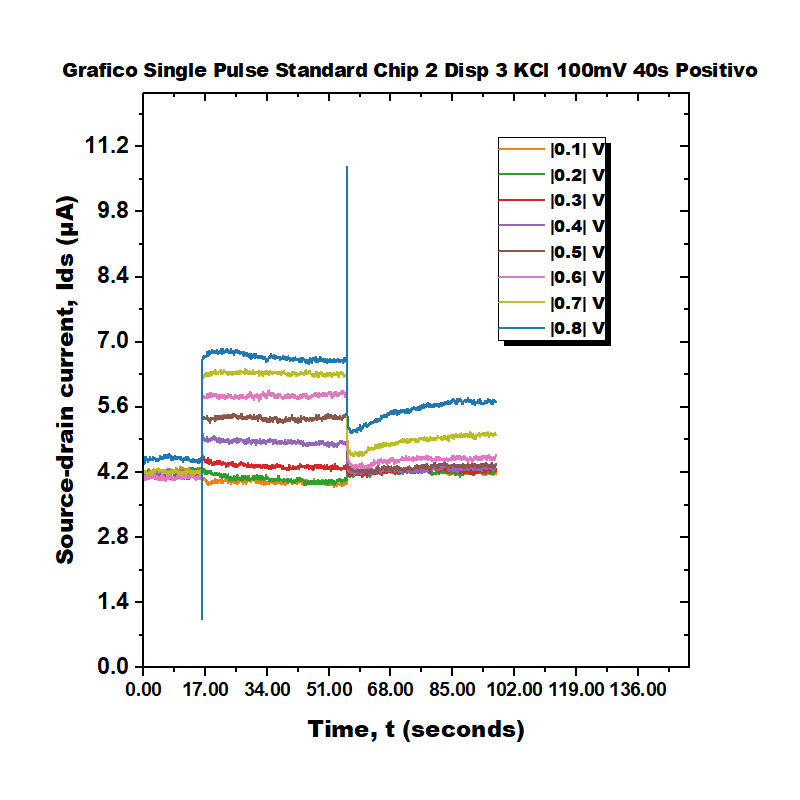 Grafico Single Pulse Standard Chip 2 Disp 3 KCl 100mV 40s Positivo
11.2
9.8
8.4
7.0
5.6
4.2
2.8
1.4
0.0
Source-drain current, Ids (µA)
|0.1| V
|0.2| V
|0.3| V
|0.4| V
|0.5| V
|0.6| V
|0.7| V
|0.8| V
0.00 17.00 34.00 51.00 68.00 85.00 102.00 119.00 136.00
Time, t (seconds)